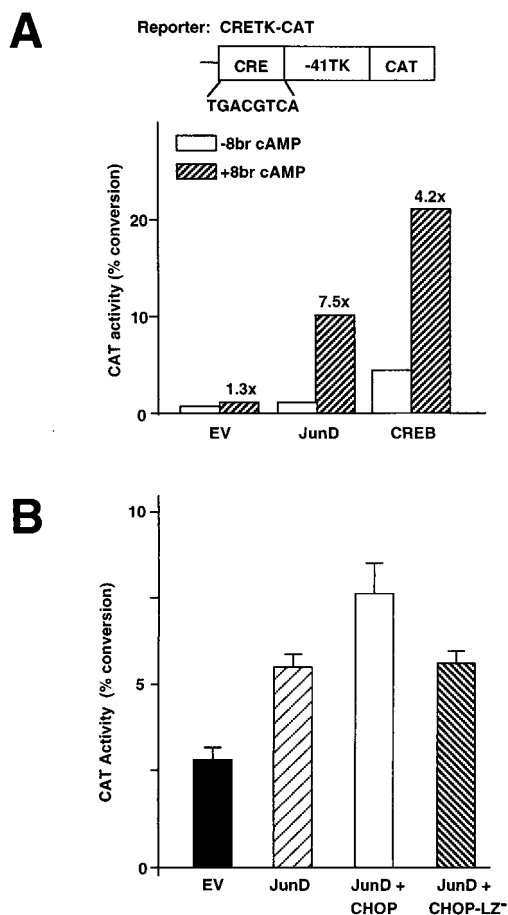 A
Reporter: CRETK-CAT
CRE -41TK CAT
TGACGTCA
-8br cAMP
+8br cAMP
CAT activity (% conversion)
20
10
0
1.3x
7.5x
4.2x
EV JunD CREB
B
CAT Activity (% conversion)
10
5
0
EV JunD JunD + JunD +
CHOP CHOP-LZ⁻